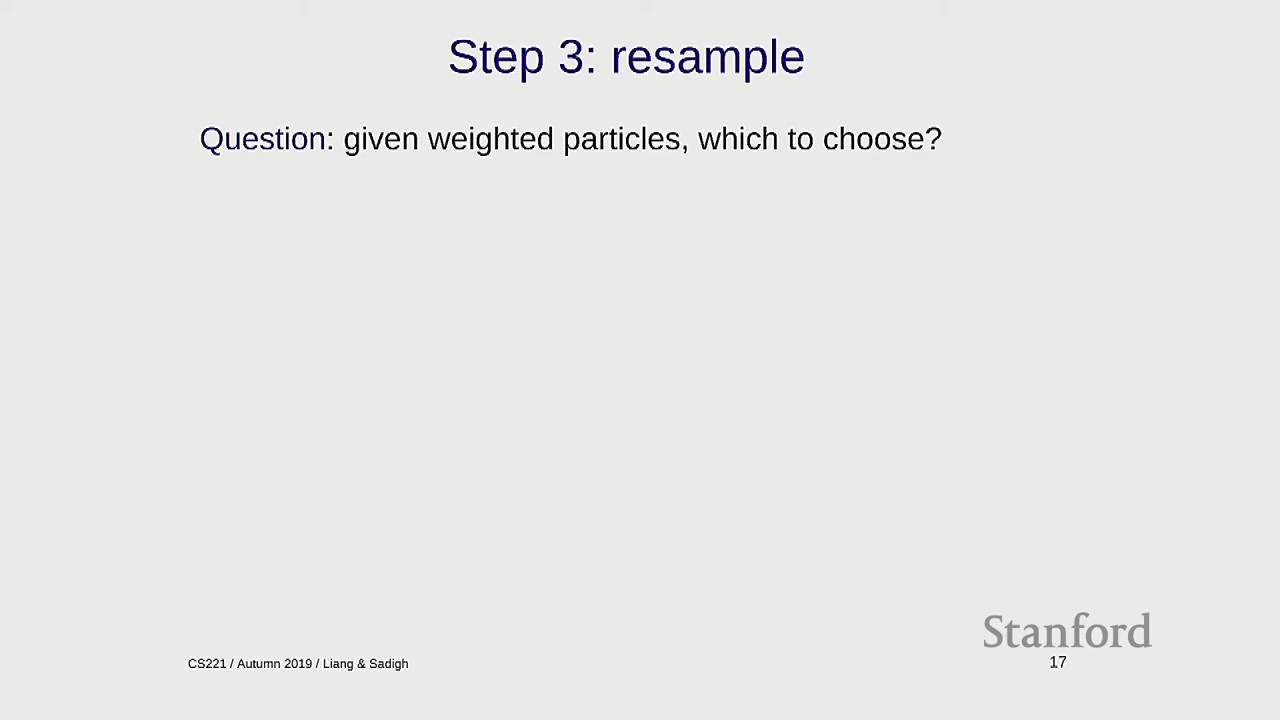 Step 3: resample
Question: given weighted particles, which to choose?
Stanford
CS221 / Autumn 2019 / Liang & Sadigh
17